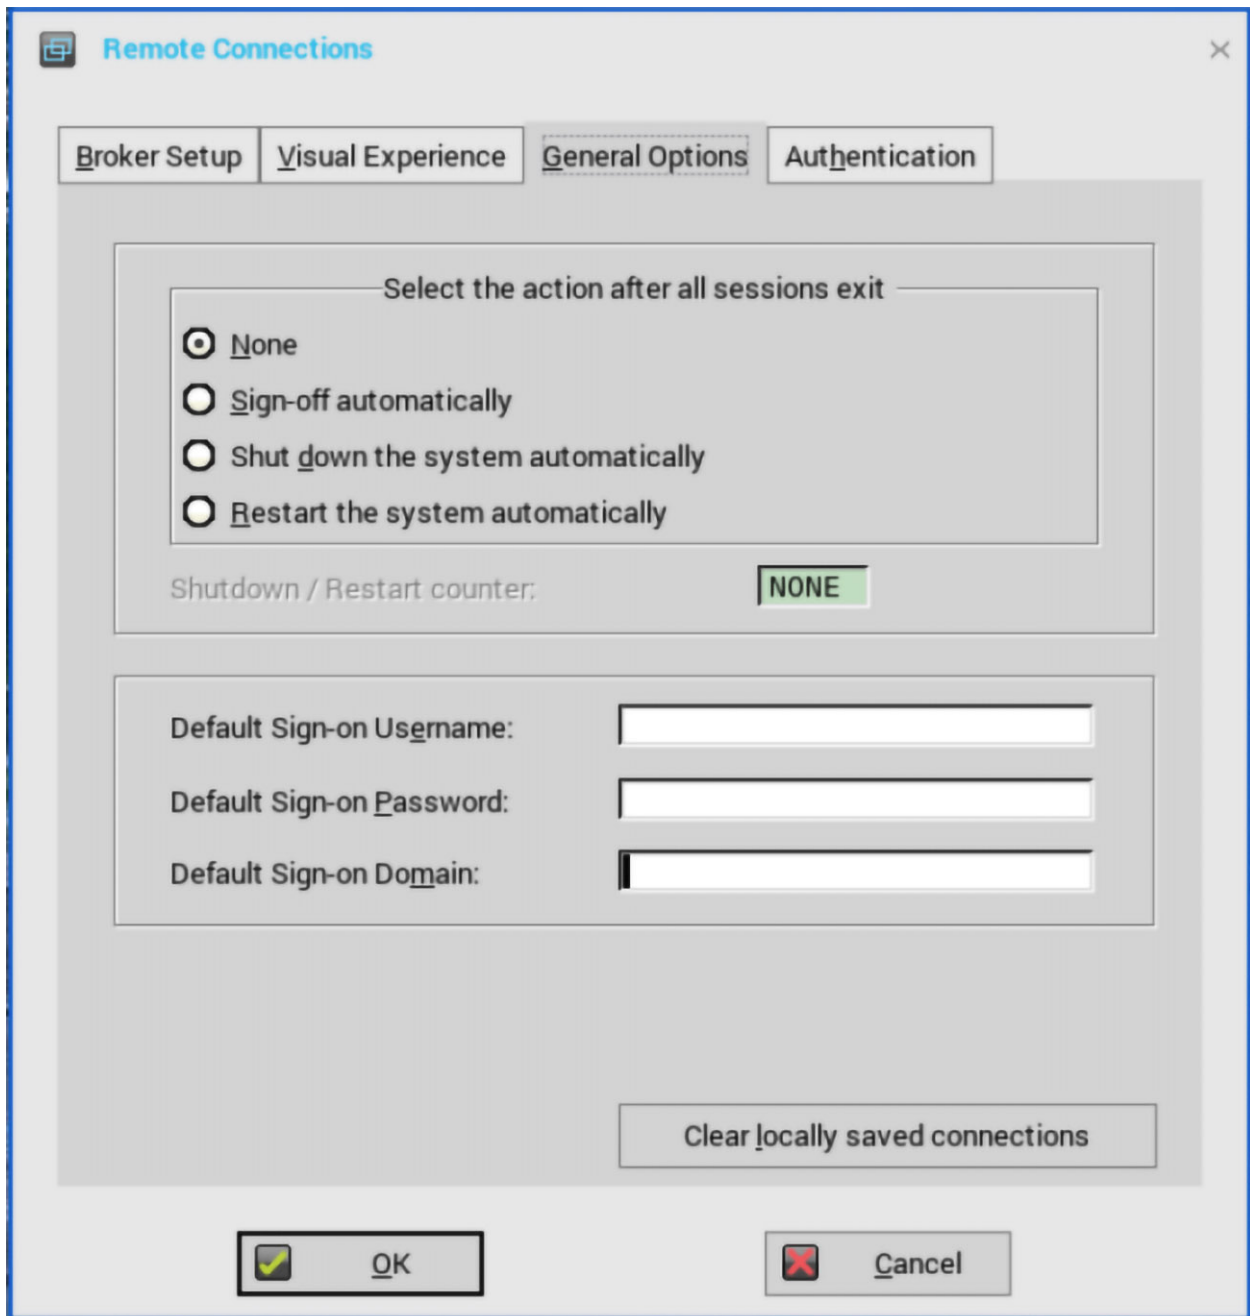 Remote Connections
Broker Setup Visual Experience General Options Authentication
Select the action after all sessions exit
None
Sign-off automatically
Shut down the system automatically
Restart the system automatically
Shutdown / Restart counter: NONE
Default Sign-on Username:
Default Sign-on Password:
Default Sign-on Domain:
Clear locally saved connections
OK Cancel